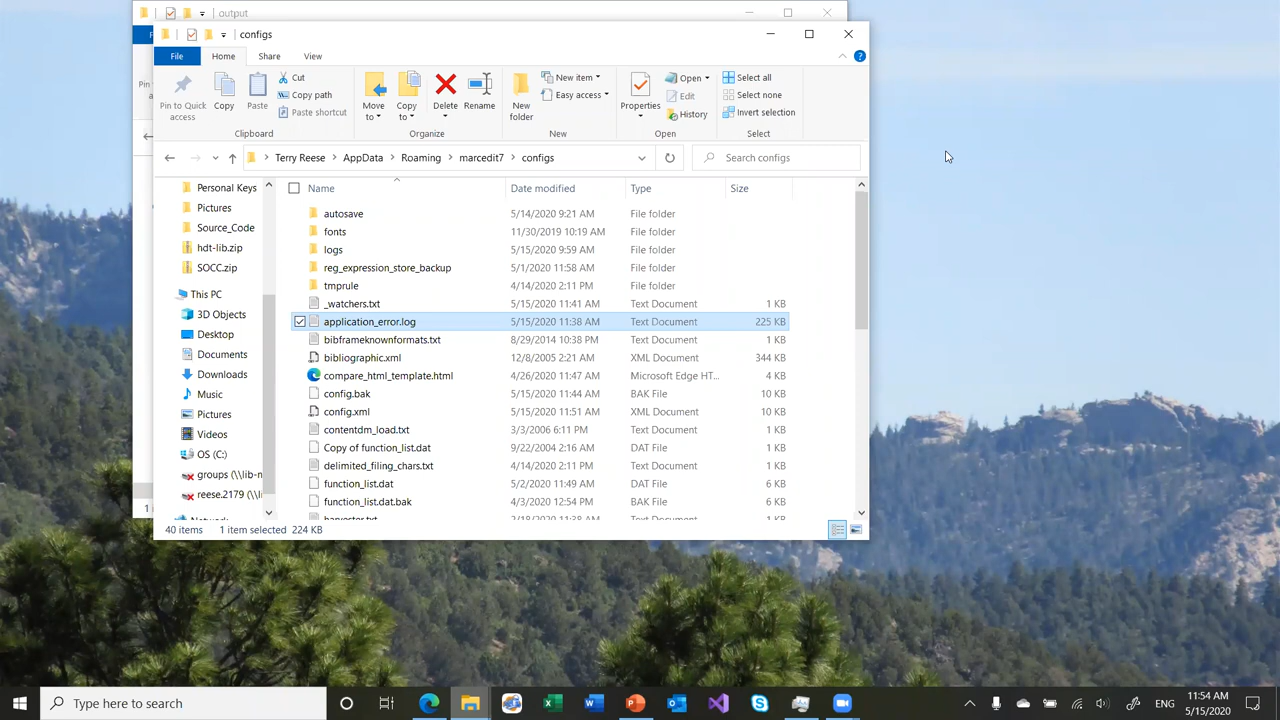 output
configs
File
Home
Share
View
Pin to Quick access
Copy
Paste
Cut
Copy path
Paste shortcut
Clipboard
Move to
Copy to
Delete
Rename
Organize
New folder
New item
Easy access
New
Properties
Open
Edit
History
Open
Select all
Select none
Invert selection
Select
Terry Reese > AppData > Roaming > marcedit7 > configs
Search configs
Personal Keys
Pictures
Source_Code
hdt-lib.zip
SOCC.zip
This PC
3D Objects
Desktop
Documents
Downloads
Music
Pictures
Videos
OS (C:)
groups (\\lib-n
reese.2179 (\\li
Name Date modified Type Size
autosave 5/14/2020 9:21 AM File folder
fonts 11/30/2019 10:19 AM File folder
logs 5/15/2020 9:59 AM File folder
reg_expression_store_backup 5/1/2020 11:58 AM File folder
tmprule 4/14/2020 2:11 PM File folder
_watchers.txt 5/15/2020 11:41 AM Text Document 1 KB
application_error.log 5/15/2020 11:38 AM Text Document 225 KB
bibframeknownformats.txt 8/29/2014 10:38 PM Text Document 1 KB
bibliographic.xml 12/8/2005 2:21 AM XML Document 344 KB
compare_html_template.html 4/26/2020 11:47 AM Microsoft Edge HT... 4 KB
config.bak 5/15/2020 11:44 AM BAK File 10 KB
config.xml 5/15/2020 11:51 AM XML Document 10 KB
contentdm_load.txt 3/3/2006 6:11 PM Text Document 1 KB
Copy of function_list.dat 9/22/2004 2:16 AM DAT File 1 KB
delimited_filing_chars.txt 4/14/2020 2:11 PM Text Document 1 KB
function_list.dat 5/2/2020 11:49 AM DAT File 6 KB
function_list.dat.bak 4/3/2020 12:54 PM BAK File 6 KB
40 items 1 item selected 224 KB
Type here to search
11:54 AM
5/15/2020